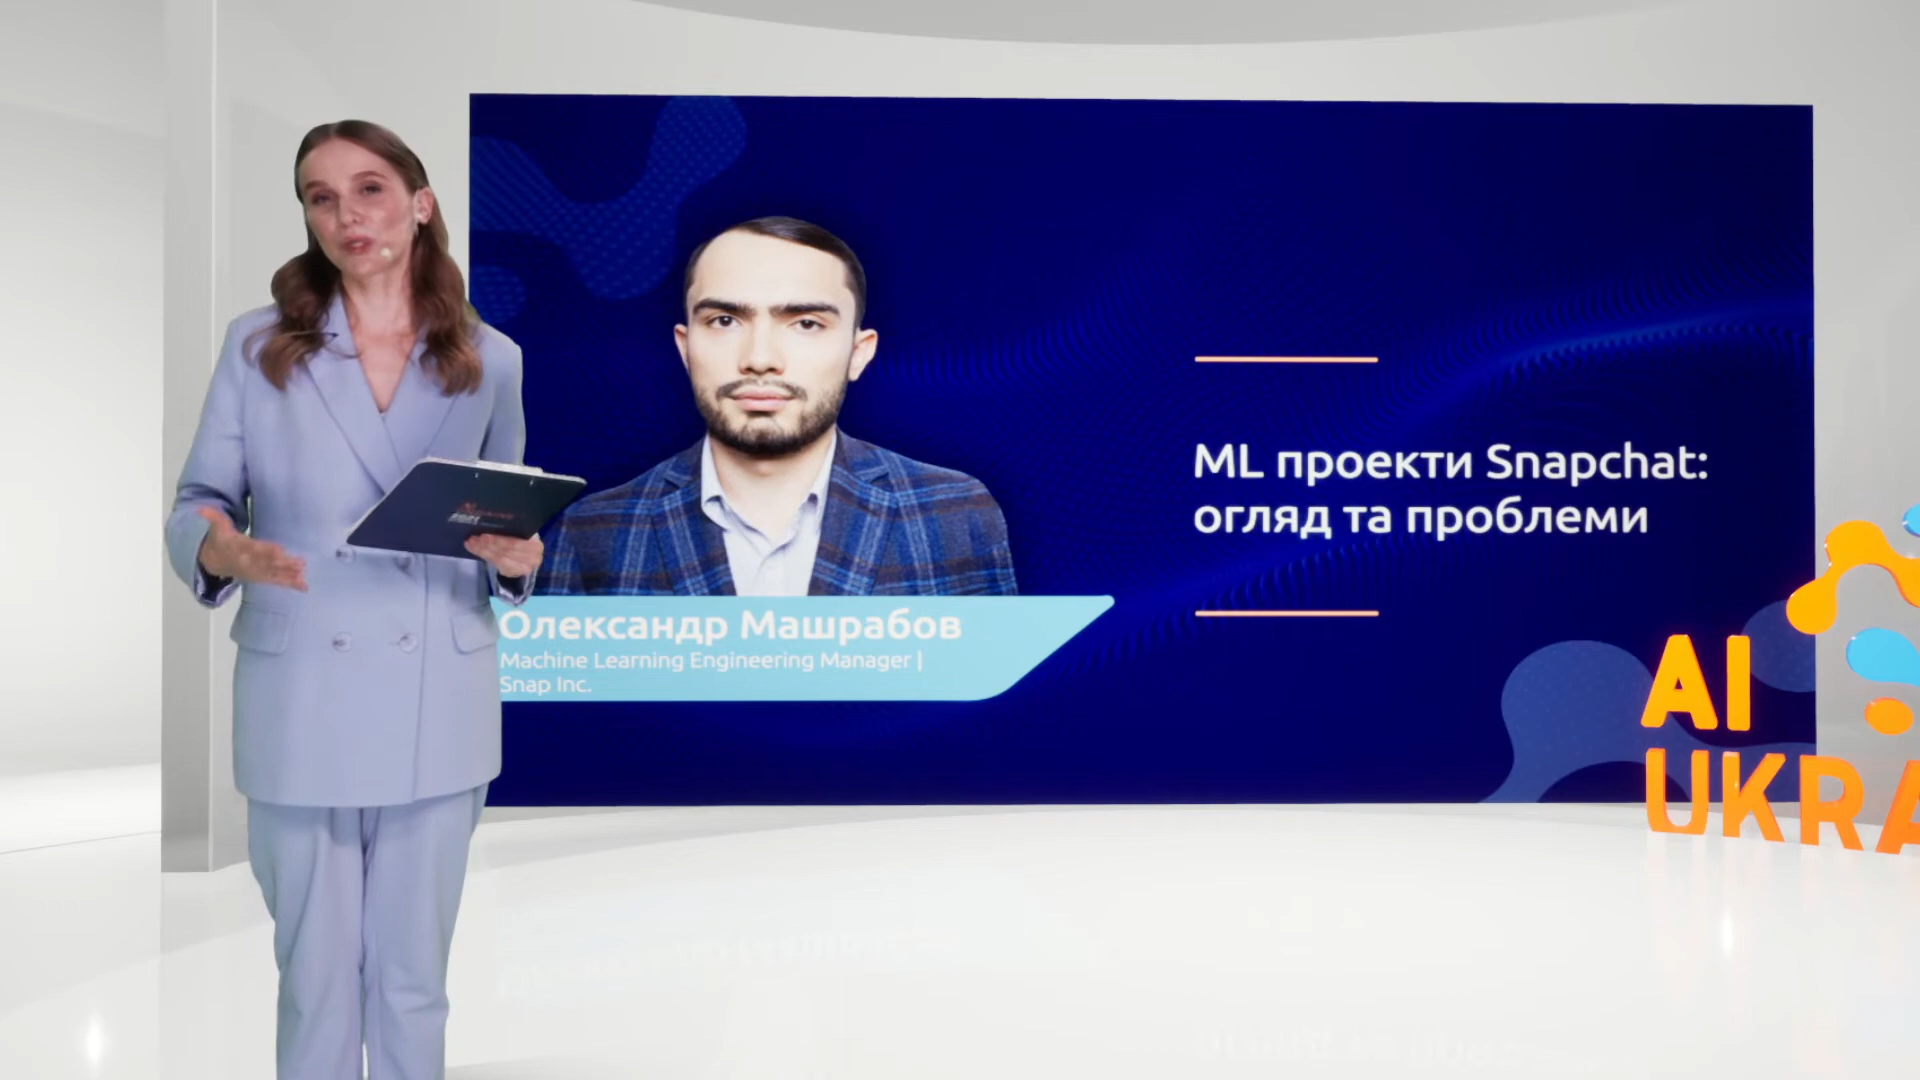 ML проекти Snapchat:
огляд та проблеми
Олександр Машрабов
Machine Learning Engineering Manager |
Snap Inc.
AI
UKRA